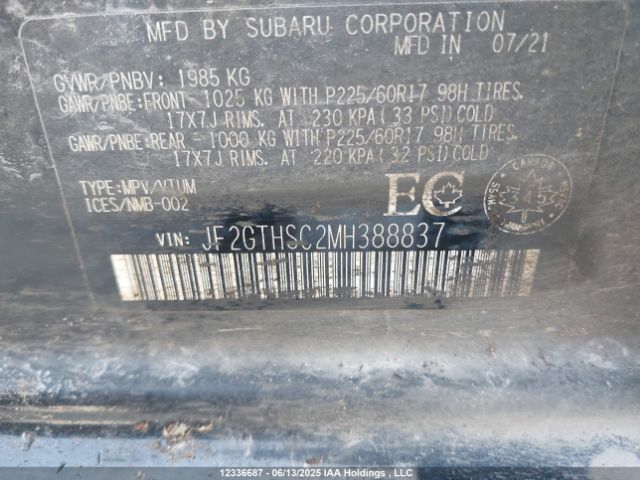 MFD BY SUBARU CORPORATION
MFD IN 07/21
GVWR/PNBV: 1985 KG
GAWR/PNBE:FRONT 1025 KG WITH P225/60R17 98H TIRES.
17X7J RIMS. AT 230 KPA( 33 PSI)COLD
GAWR/PNBE:REAR 1000 KG WITH P225/60R17 98H TIRES.
17X7J RIMS. AT 220 KPA( 32 PSI)COLD
TYPE:MPV/VTUM
ICES/NMB-002
EC
CANADA
VIN: JF2GTHSC2MH388837
12336687 - 06/13/2025 IAA Holdings , LLC